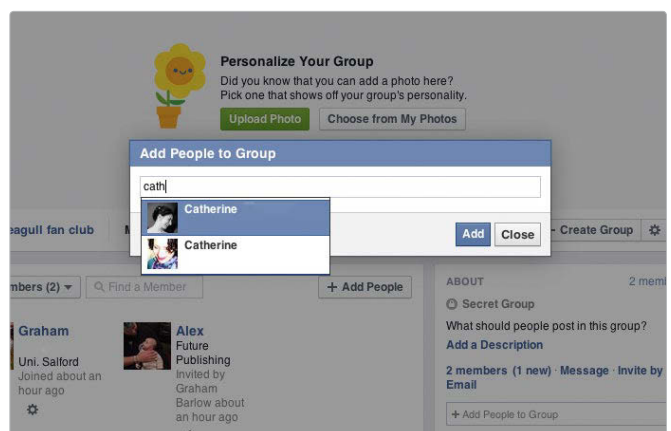 Personalize Your Group
Did you know that you can add a photo here?
Pick one that shows off your group's personality.
Upload Photo Choose from My Photos
Add People to Group
cath
Catherine
Catherine
Add Close
eagull fan club M Create Group
mbers (2) Find a Member + Add People
ABOUT 2 meml
Secret Group
What should people post in this group?
Add a Description
2 members (1 new) · Message · Invite by
Email
+ Add People to Group
Graham
Uni. Salford
Joined about an
hour ago
Alex
Future
Publishing
Invited by
Graham
Barlow about
an hour ago